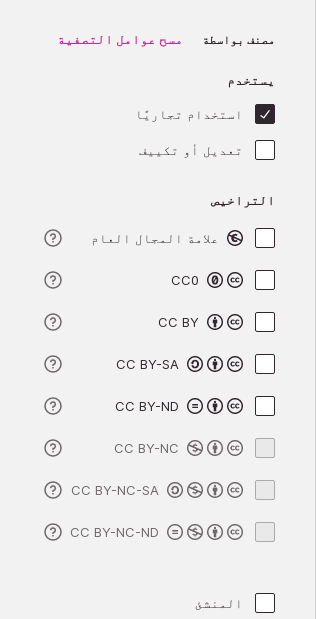 مصنف بواسطة مسح عوامل التصفية
يستخدم
استخدام تجاريًا
تعديل أو تكييف
التراخيص
علامة المجال العام
CC0
CC BY
CC BY-SA
CC BY-ND
CC BY-NC
CC BY-NC-SA
CC BY-NC-ND
المنشئ